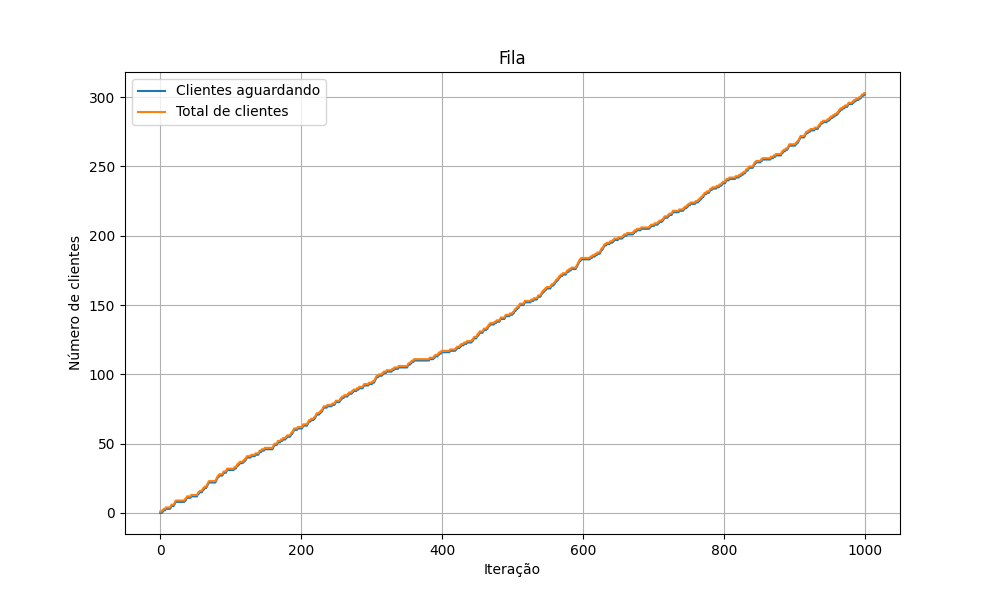 Fila
Clientes aguardando
Total de clientes
300
250
200
150
100
50
0
Número de clientes
0 200 400 600 800 1000
Iteração